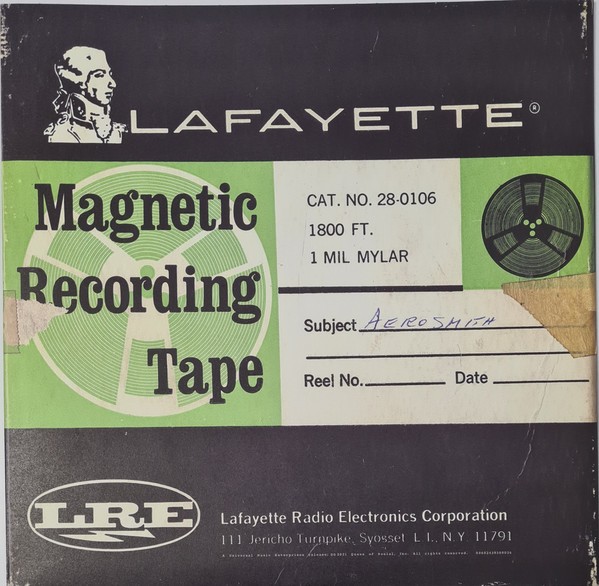 LAFAYETTE®
Magnetic
Recording
Tape
CAT. NO. 28-0106
1800 FT.
1 MIL MYLAR
Subject AEROSMITH
Reel No.
Date
LRE
Lafayette Radio Electronics Corporation
111 Jericho Turnpike, Syosset L I., N.Y 11791